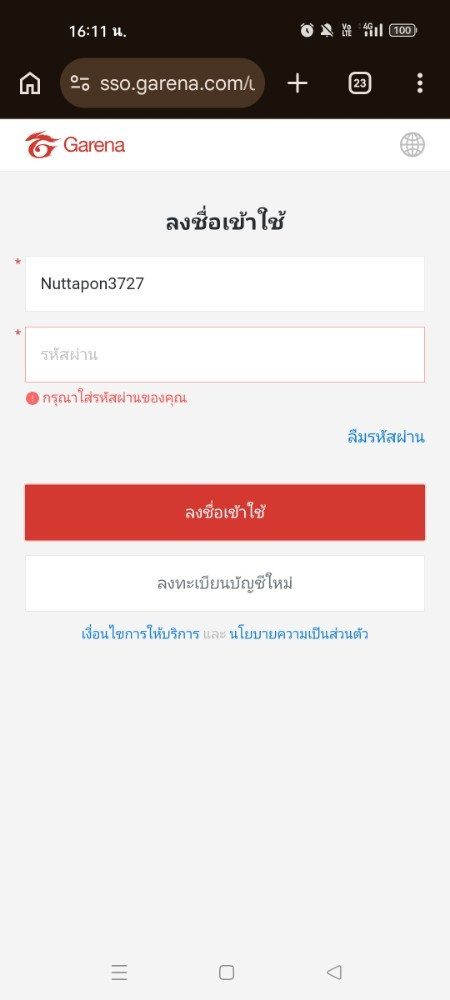 16:11 น.
Vo LTE 4G 100
sso.garena.com/u
23
Garena
ลงชื่อเข้าใช้
* Nuttapon3727
* รหัสผ่าน
กรุณาใส่รหัสผ่านของคุณ
ลืมรหัสผ่าน
ลงชื่อเข้าใช้
ลงทะเบียนบัญชีใหม่
เงื่อนไขการให้บริการ และ นโยบายความเป็นส่วนตัว